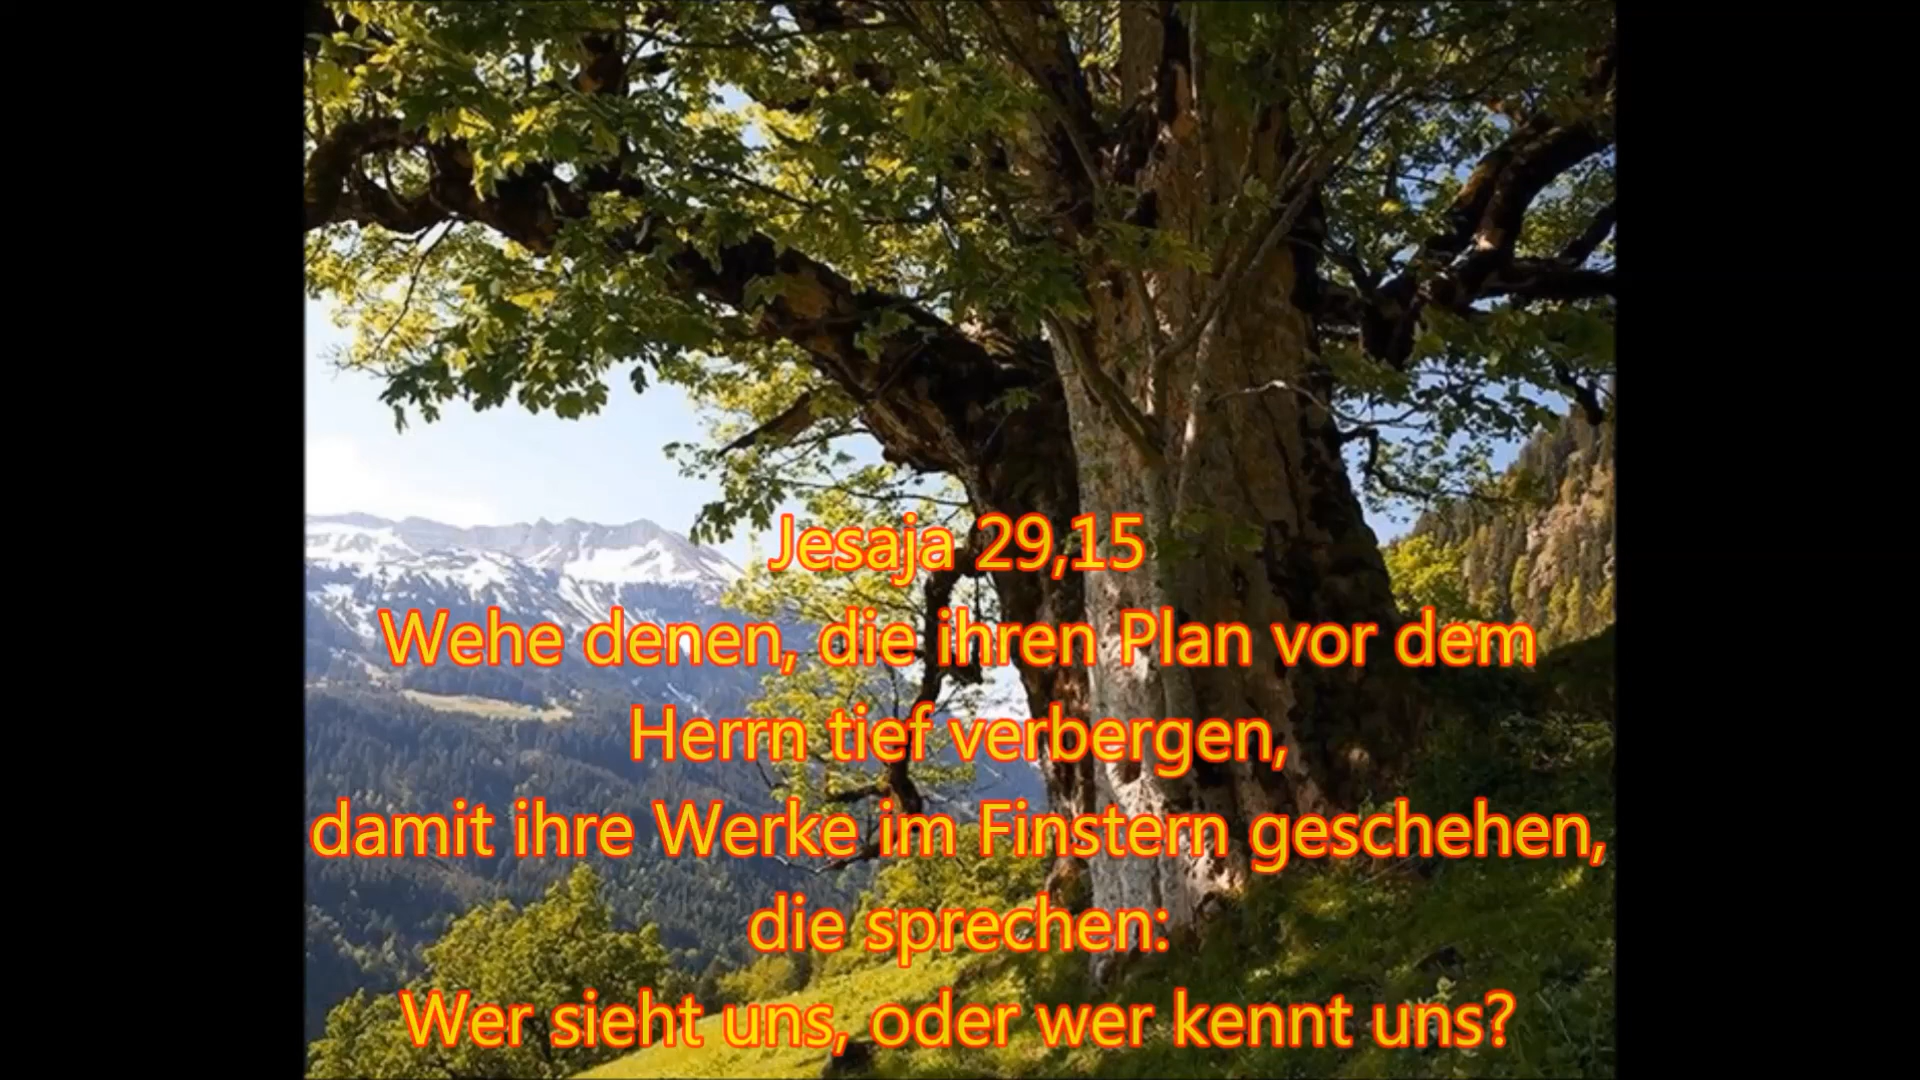 Jesaja 29,15
Wehe denen, die ihren Plan vor dem
Herrn tief verbergen,
damit ihre Werke im Finstern geschehen,
die sprechen:
Wer sieht uns, oder wer kennt uns?